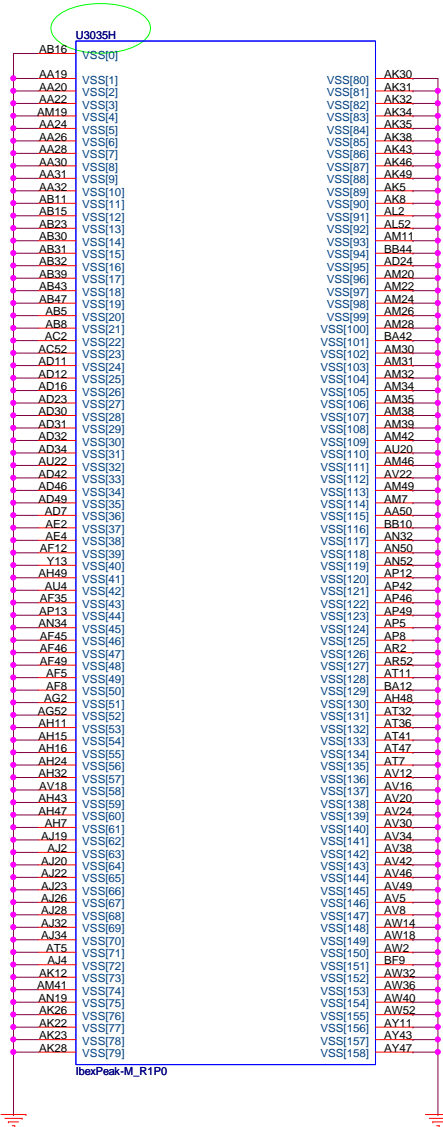 U3035H
AB16 VSS[0]
AA19 VSS[1] VSS[80] AK30
AA20 VSS[2] VSS[81] AK31
AA22 VSS[3] VSS[82] AK32
AM19 VSS[4] VSS[83] AK34
AA24 VSS[5] VSS[84] AK35
AA26 VSS[6] VSS[85] AK38
AA28 VSS[7] VSS[86] AK43
AA30 VSS[8] VSS[87] AK46
AA31 VSS[9] VSS[88] AK49
AA32 VSS[10] VSS[89] AK5
AB11 VSS[11] VSS[90] AK8
AB15 VSS[12] VSS[91] AL2
AB23 VSS[13] VSS[92] AL52
AB30 VSS[14] VSS[93] AM11
AB31 VSS[15] VSS[94] BB44
AB32 VSS[16] VSS[95] AD24
AB39 VSS[17] VSS[96] AM20
AB43 VSS[18] VSS[97] AM22
AB47 VSS[19] VSS[98] AM24
AB5 VSS[20] VSS[99] AM26
AB8 VSS[21] VSS[100] AM28
AC2 VSS[22] VSS[101] BA42
AC52 VSS[23] VSS[102] AM30
AD11 VSS[24] VSS[103] AM31
AD12 VSS[25] VSS[104] AM32
AD16 VSS[26] VSS[105] AM34
AD23 VSS[27] VSS[106] AM35
AD30 VSS[28] VSS[107] AM38
AD31 VSS[29] VSS[108] AM39
AD32 VSS[30] VSS[109] AM42
AD34 VSS[31] VSS[110] AU20
AU22 VSS[32] VSS[111] AM46
AD42 VSS[33] VSS[112] AV22
AD46 VSS[34] VSS[113] AM49
AD49 VSS[35] VSS[114] AM7
AD7 VSS[36] VSS[115] AA50
AE2 VSS[37] VSS[116] BB10
AE4 VSS[38] VSS[117] AN32
AF12 VSS[39] VSS[118] AN50
Y13 VSS[40] VSS[119] AN52
AH49 VSS[41] VSS[120] AP12
AU4 VSS[42] VSS[121] AP42
AF35 VSS[43] VSS[122] AP46
AP13 VSS[44] VSS[123] AP49
AN34 VSS[45] VSS[124] AP5
AF45 VSS[46] VSS[125] AP8
AF46 VSS[47] VSS[126] AR2
AF49 VSS[48] VSS[127] AR52
AF5 VSS[49] VSS[128] AT11
AF8 VSS[50] VSS[129] BA12
AG2 VSS[51] VSS[130] AH48
AG52 VSS[52] VSS[131] AT32
AH11 VSS[53] VSS[132] AT36
AH15 VSS[54] VSS[133] AT41
AH16 VSS[55] VSS[134] AT47
AH24 VSS[56] VSS[135] AT7
AH32 VSS[57] VSS[136] AV12
AV18 VSS[58] VSS[137] AV16
AH43 VSS[59] VSS[138] AV20
AH47 VSS[60] VSS[139] AV24
AH7 VSS[61] VSS[140] AV30
AJ19 VSS[62] VSS[141] AV34
AJ2 VSS[63] VSS[142] AV38
AJ20 VSS[64] VSS[143] AV42
AJ22 VSS[65] VSS[144] AV46
AJ23 VSS[66] VSS[145] AV49
AJ26 VSS[67] VSS[146] AV5
AJ28 VSS[68] VSS[147] AV8
AJ32 VSS[69] VSS[148] AW14
AJ34 VSS[70] VSS[149] AW18
AT5 VSS[71] VSS[150] AW2
AJ4 VSS[72] VSS[151] BF9
AK12 VSS[73] VSS[152] AW32
AM41 VSS[74] VSS[153] AW36
AN19 VSS[75] VSS[154] AW40
AK26 VSS[76] VSS[155] AW52
AK22 VSS[77] VSS[156] AY11
AK23 VSS[78] VSS[157] AY43
AK28 VSS[79] VSS[158] AY47
IbexPeak-M_R1P0